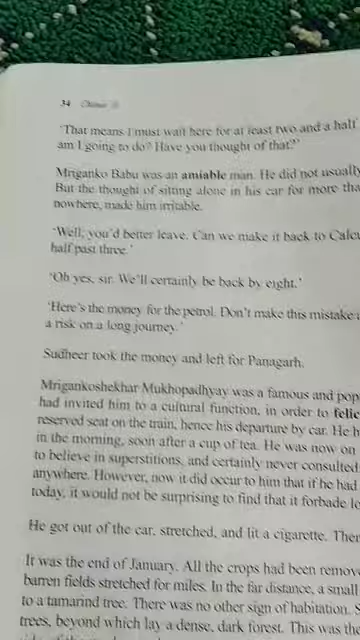 34
'That means I must wait here for at least two and a half
am I going to do? Have you thought of that?'
Mriganko Babu was an amiable man. He did not usually
But the thought of sitting alone in his car for more tha
nowhere, made him irritable.
'Well, you'd better leave. Can we make it back to Calcu
half past three.'
'Oh yes, sir. We'll certainly be back by eight.'
'Here's the money for the petrol. Don't make this mistake
a risk on a long journey.'
Sudheer took the money and left for Panagarh.
Mrigankoshekhar Mukhopadhyay was a famous and pop
had invited him to a cultural function, in order to felic
reserved seat on the train, hence his departure by car. He h
in the morning, soon after a cup of tea. He was now on
to believe in superstitions, and certainly never consulted
anywhere. However, now it did occur to him that if he had
today, it would not be surprising to find that it forbade le
He got out of the car, stretched, and lit a cigarette. Ther
It was the end of January. All the crops had been remov
barren fields stretched for miles. In the far distance, a small
to a tamarind tree. There was no other sign of habitation. S
trees, beyond which lay a dense, dark forest. This was the